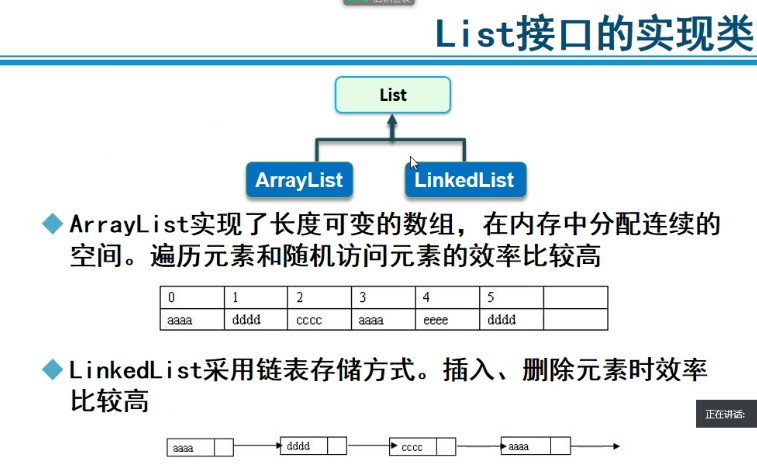 List接口的实现类
List
ArrayList
LinkedList
ArrayList实现了长度可变的数组，在内存中分配连续的
空间。遍历元素和随机访问元素的效率比较高
0 1 2 3 4 5
aaaa dddd cccc aaaa eeee dddd
LinkedList采用链表存储方式。插入、删除元素时效率
比较高
正在讲话:
aaaa dddd cccc aaaa